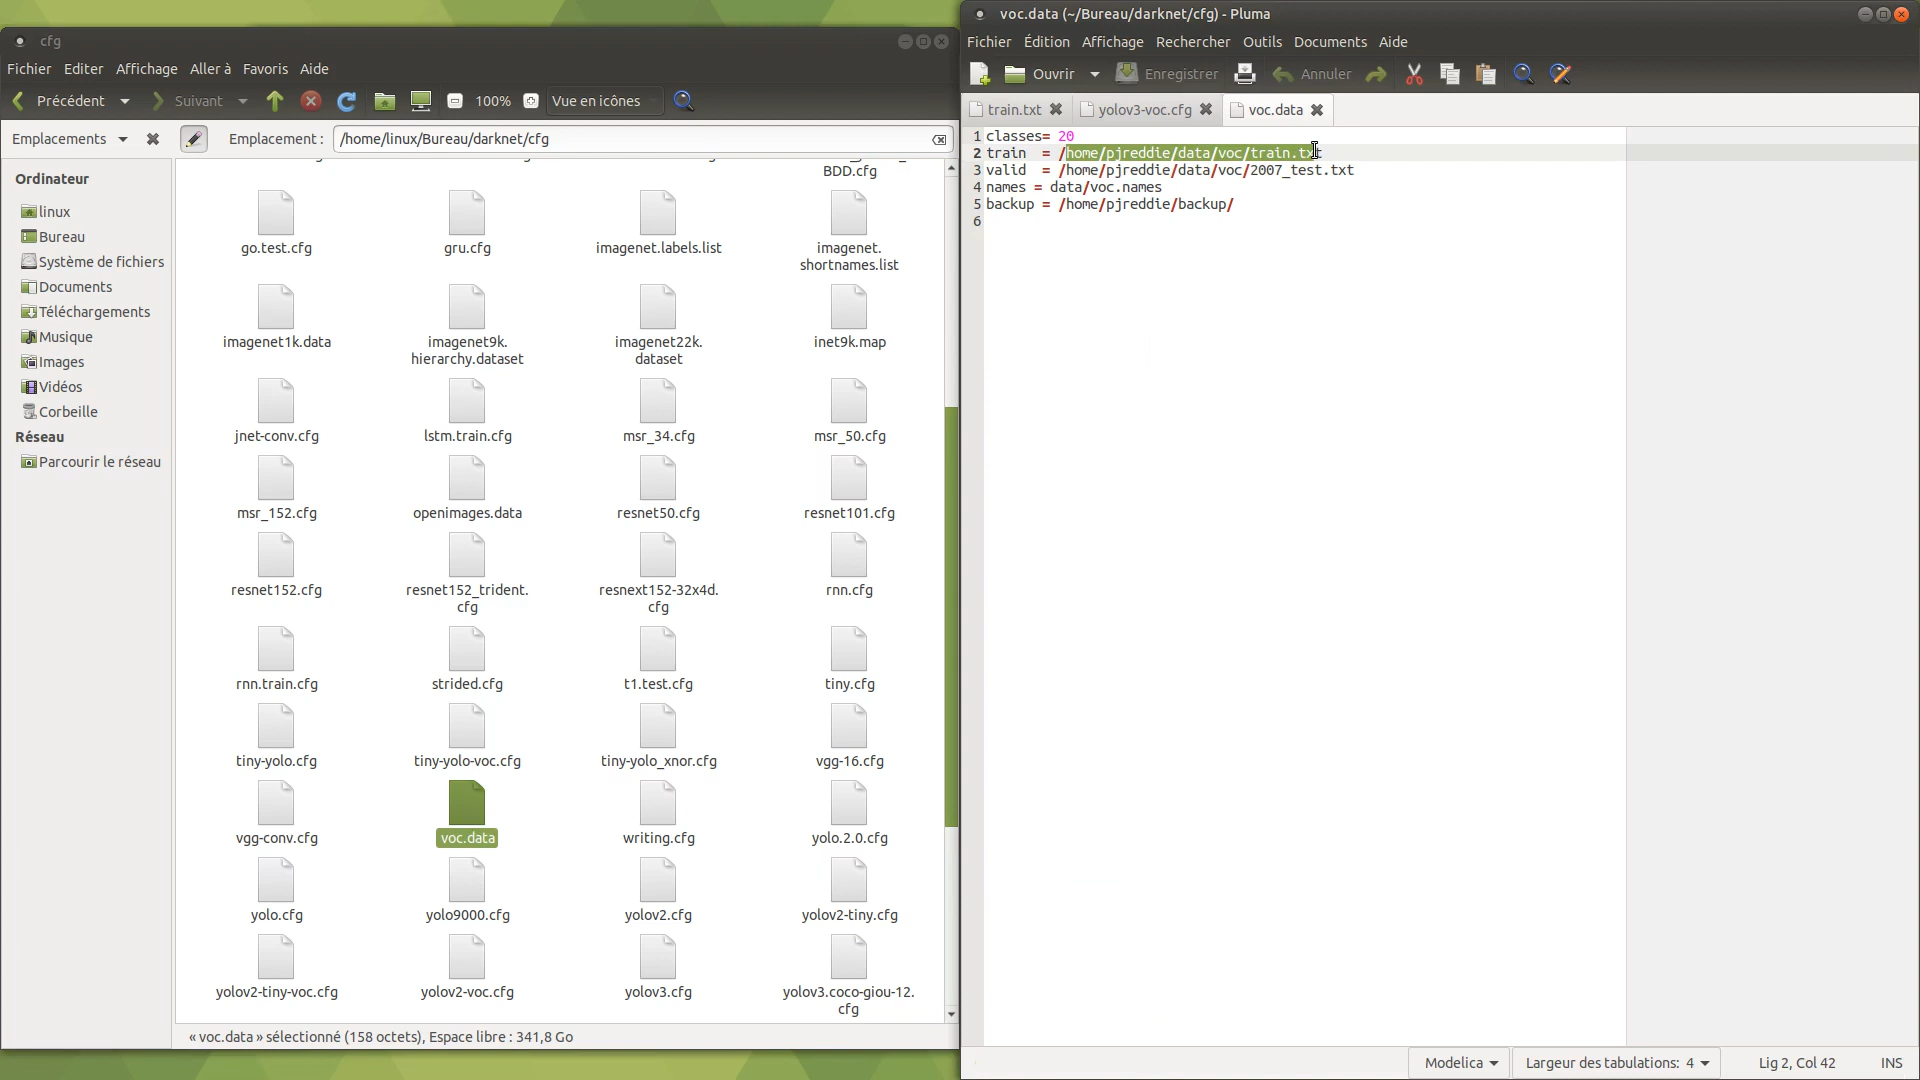 cfg
Fichier Editer Affichage Aller à Favoris Aide
Précédent Suivant 100% Vue en icônes
Emplacements Emplacement : /home/linux/Bureau/darknet/cfg
Ordinateur
linux
Bureau
Système de fichiers
Documents
Téléchargements
Musique
Images
Vidéos
Corbeille
Réseau
Parcourir le réseau
BDD.cfg
go.test.cfg gru.cfg imagenet.labels.list imagenet.
shortnames.list
imagenet1k.data imagenet9k. imagenet22k. inet9k.map
hierarchy.dataset dataset
jnet-conv.cfg lstm.train.cfg msr_34.cfg msr_50.cfg
msr_152.cfg openimages.data resnet50.cfg resnet101.cfg
resnet152.cfg resnet152_trident. resnext152-32x4d. rnn.cfg
cfg cfg
rnn.train.cfg strided.cfg t1.test.cfg tiny.cfg
tiny-yolo.cfg tiny-yolo-voc.cfg tiny-yolo_xnor.cfg vgg-16.cfg
vgg-conv.cfg voc.data writing.cfg yolo.2.0.cfg
yolo.cfg yolo9000.cfg yolov2.cfg yolov2-tiny.cfg
yolov2-tiny-voc.cfg yolov2-voc.cfg yolov3.cfg yolov3.coco-giou-12.
cfg
« voc.data » sélectionné (158 octets), Espace libre : 341,8 Go
voc.data (~/Bureau/darknet/cfg) - Pluma
Fichier Édition Affichage Rechercher Outils Documents Aide
Ouvrir Enregistrer Annuler
train.txt yolov3-voc.cfg voc.data
1 classes= 20
2 train = /home/pjreddie/data/voc/train.txt
3 valid = /home/pjreddie/data/voc/2007_test.txt
4 names = data/voc.names
5 backup = /home/pjreddie/backup/
6
Modelica Largeur des tabulations: 4 Lig 2, Col 42 INS